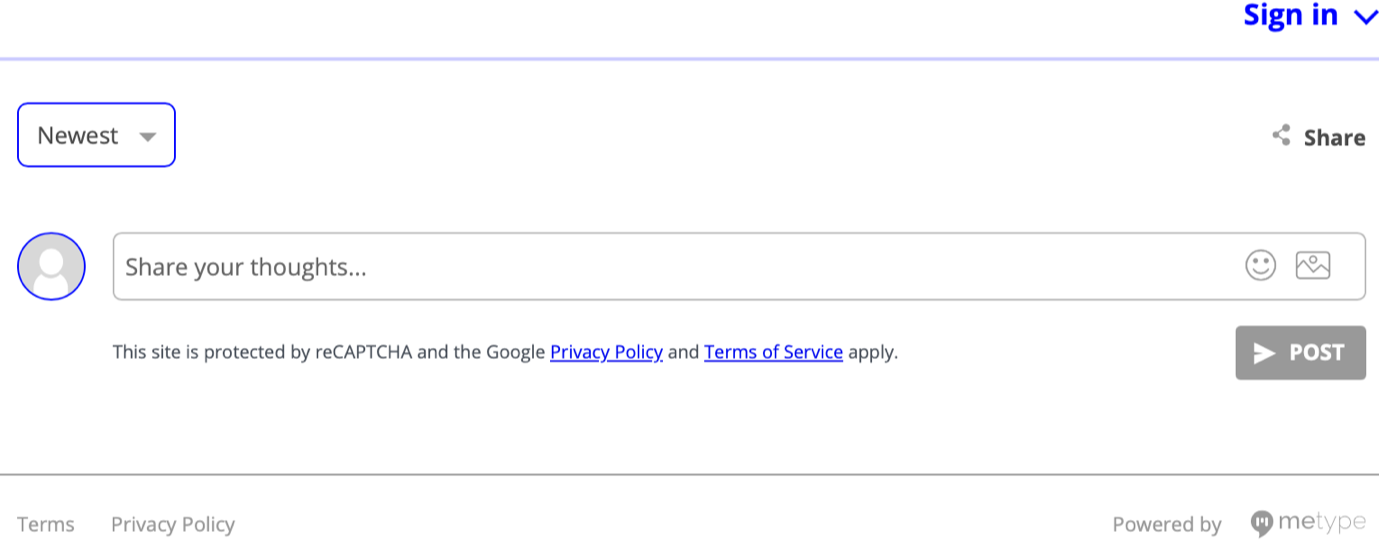 Sign in
Newest
Share
Share your thoughts...
This site is protected by reCAPTCHA and the Google Privacy Policy and Terms of Service apply.
POST
Terms Privacy Policy Powered by metype